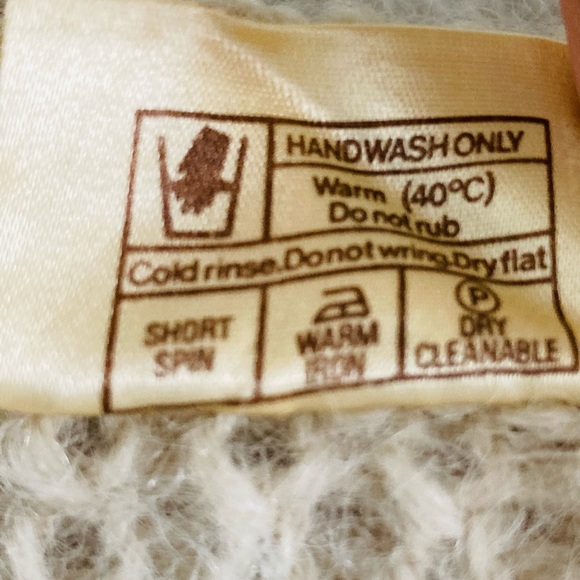 HAND WASH ONLY
Warm (40°C)
Do not rub
Cold rinse. Do not wring. Dry flat
SHORT
SPIN
WARM
IRON
P
DRY
CLEANABLE